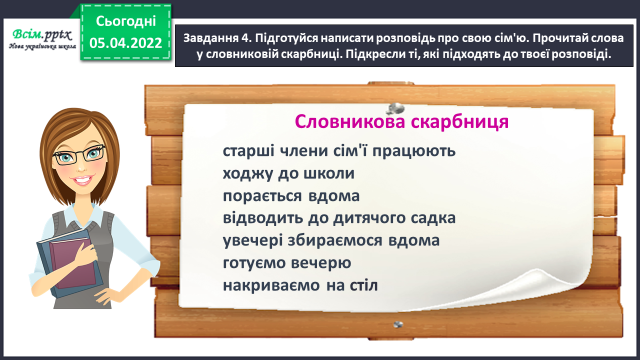 Всім.pptx
Нова українська школа
Сьогодні
05.04.2022
Завдання 4. Підготуйся написати розповідь про свою сім'ю. Прочитай слова
у словниковій скарбниці. Підкресли ті, які підходять до твоєї розповіді.
Словникова скарбниця
старші члени сім'ї працюють
ходжу до школи
порається вдома
відводить до дитячого садка
увечері збираємося вдома
готуємо вечерю
накриваємо на стіл